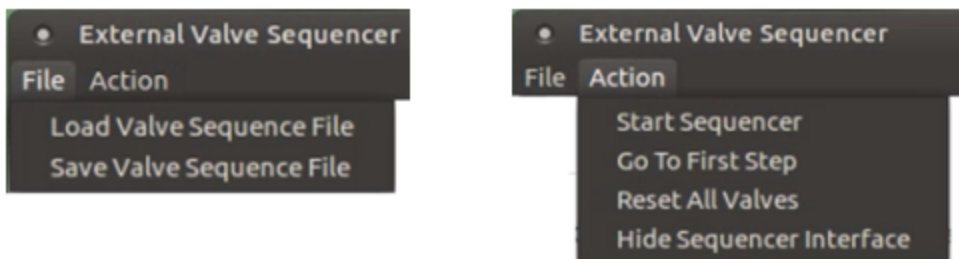 External Valve Sequencer
File Action
Load Valve Sequence File
Save Valve Sequence File
External Valve Sequencer
File Action
Start Sequencer
Go To First Step
Reset All Valves
Hide Sequencer Interface